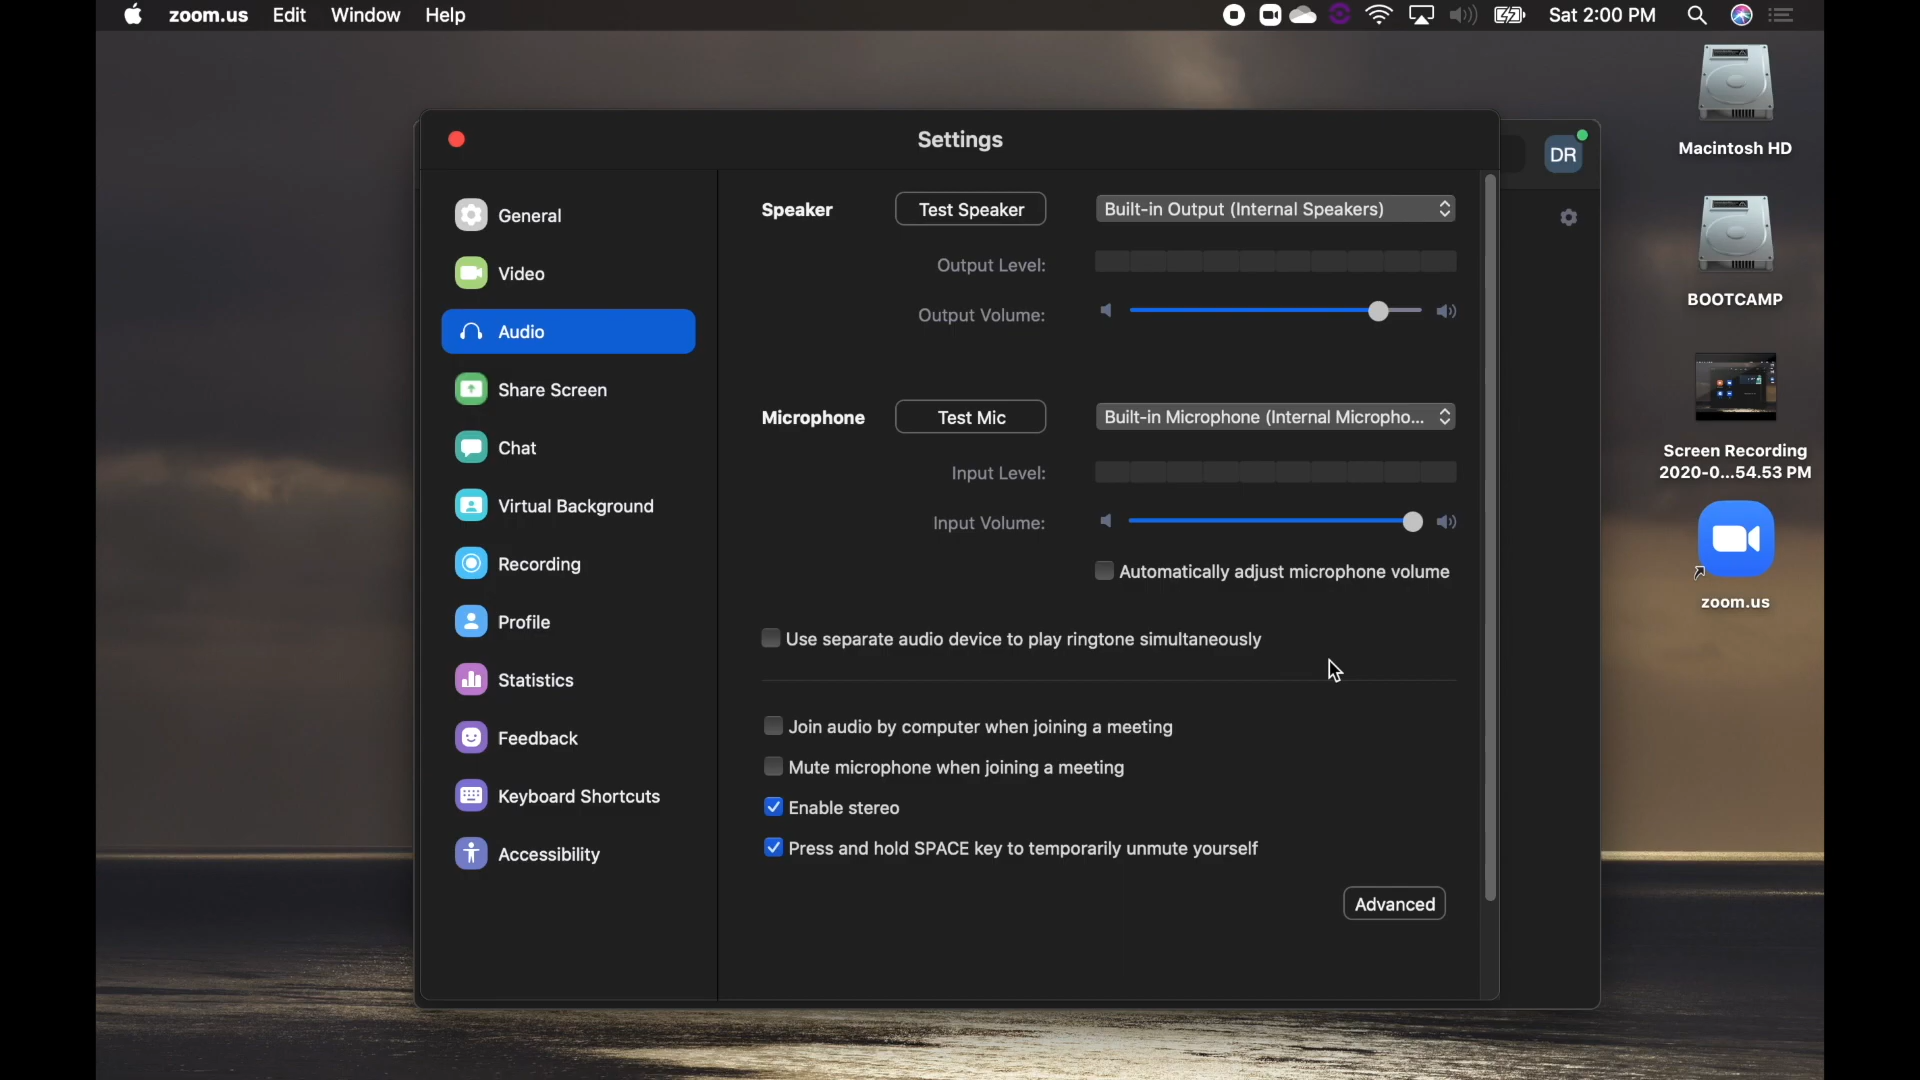 zoom.us Edit Window Help Sat 2:00 PM
Settings
DR
General
Video
Audio
Share Screen
Chat
Virtual Background
Recording
Profile
Statistics
Feedback
Keyboard Shortcuts
Accessibility
Speaker Test Speaker Built-in Output (Internal Speakers)
Output Level:
Output Volume:
Microphone Test Mic Built-in Microphone (Internal Micropho...
Input Level:
Input Volume:
Automatically adjust microphone volume
Use separate audio device to play ringtone simultaneously
Join audio by computer when joining a meeting
Mute microphone when joining a meeting
Enable stereo
Press and hold SPACE key to temporarily unmute yourself
Advanced
Macintosh HD
BOOTCAMP
Screen Recording
2020-0...54.53 PM
zoom.us